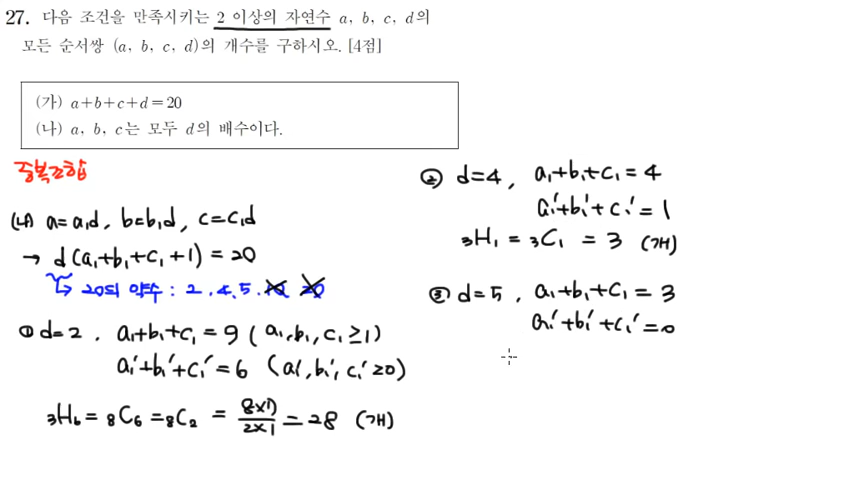 27. 다음 조건을 만족시키는 2 이상의 자연수 a, b, c, d의
모든 순서쌍 (a, b, c, d)의 개수를 구하시오. [4점]
(가) a+b+c+d=20
(나) a, b, c는 모두 d의 배수이다.
중복조합
(나) a=a₁d, b=b₁d, c=c₁d
→ d(a₁+b₁+c₁+1)=20
↳ 20의 약수 : 2, 4, 5, 10, 20
① d=2, a₁+b₁+c₁=9 (a₁, b₁, c₁≥1)
a₁'+b₁'+c₁'=6 (a₁', b₁', c₁'≥0)
₃H₆=₈C₆=₈C₂ = 8×7/2×1 = 28 (개)
② d=4, a₁+b₁+c₁=4
a₁'+b₁'+c₁'=1
₃H₁=₃C₁ = 3 (개)
③ d=5, a₁+b₁+c₁=3
a₁'+b₁'+c₁'=0